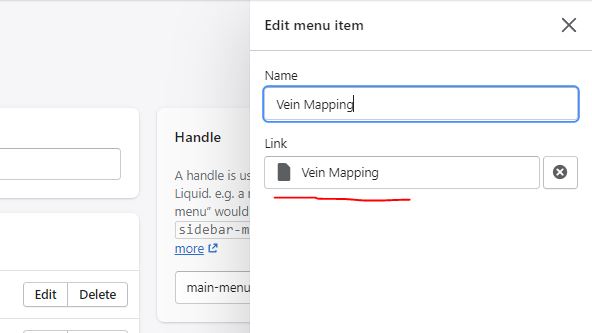 Edit menu item
Name
Vein Mapping
Link
Vein Mapping
Handle
A handle is us
Liquid. e.g. a
menu" would
sidebar-m
more
main-menu
Edit
Delete